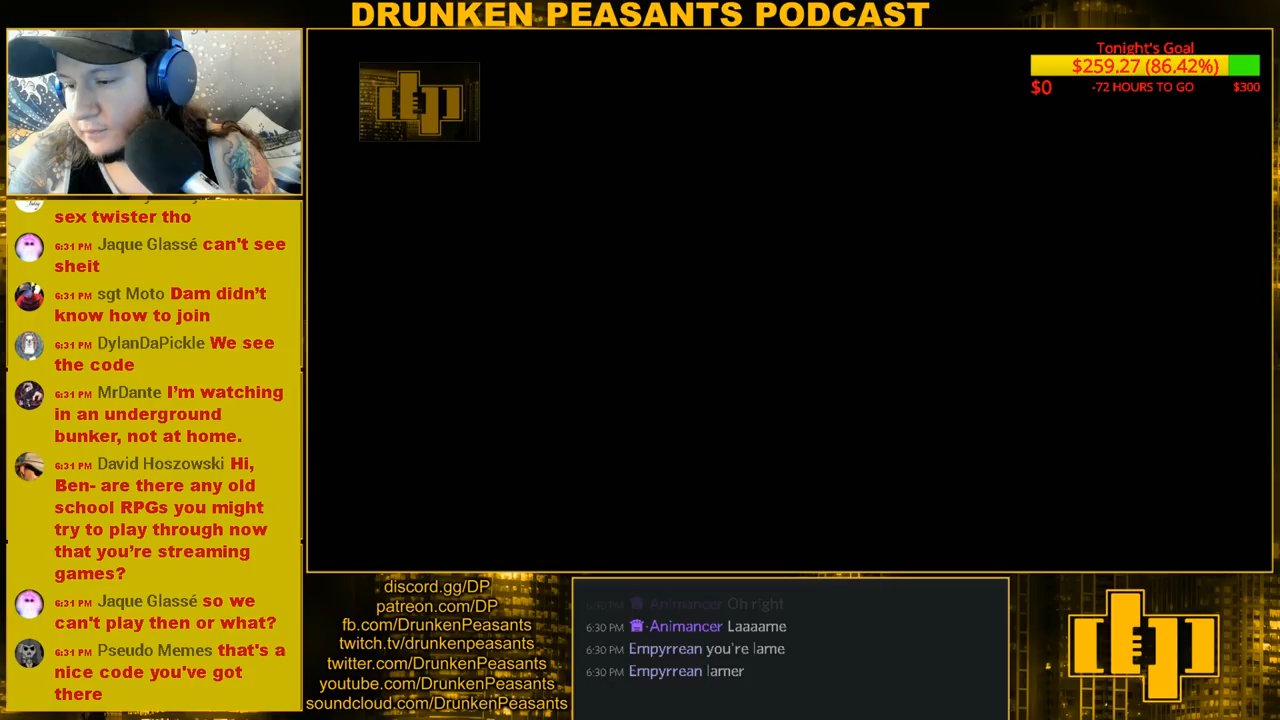 DRUNKEN PEASANTS PODCAST
Tonight's Goal
$259.27 (86.42%)
$0 -72 HOURS TO GO $300
sex twister tho
6:31 PM Jaque Glassé can't see
sheit
6:31 PM sgt Moto Dam didn’t
know how to join
6:31 PM DylanDaPickle We see
the code
6:31 PM MrDante I’m watching
in an underground
bunker, not at home.
6:31 PM David Hoszowski Hi,
Ben- are there any old
school RPGs you might
try to play through now
that you’re streaming
games?
6:31 PM Jaque Glassé so we
can't play then or what?
6:31 PM Pseudo Memes that's a
nice code you've got
there
discord.gg/DP
patreon.com/DP
fb.com/DrunkenPeasants
twitch.tv/drunkenpeasants
twitter.com/DrunkenPeasants
youtube.com/DrunkenPeasants
soundcloud.com/DrunkenPeasants
6:30 PM Animancer Oh right
6:30 PM Animancer Laaaame
6:30 PM Empyrrean you're lame
6:30 PM Empyrrean lamer